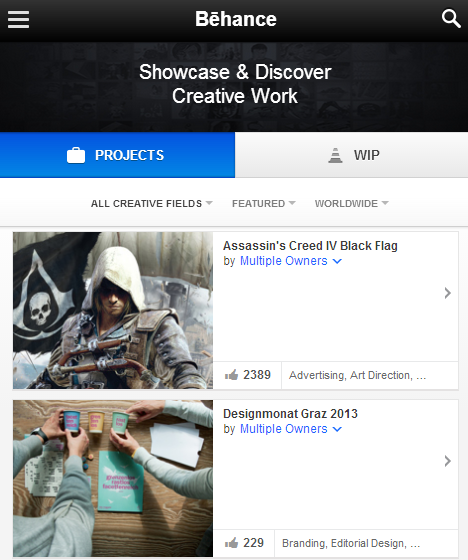 Bēhance
Showcase & Discover
Creative Work
PROJECTS
WIP
ALL CREATIVE FIELDS
FEATURED
WORLDWIDE
Assassin's Creed IV Black Flag
by Multiple Owners
2389
Advertising, Art Direction, ...
Designmonat Graz 2013
by Multiple Owners
229
Branding, Editorial Design, ...